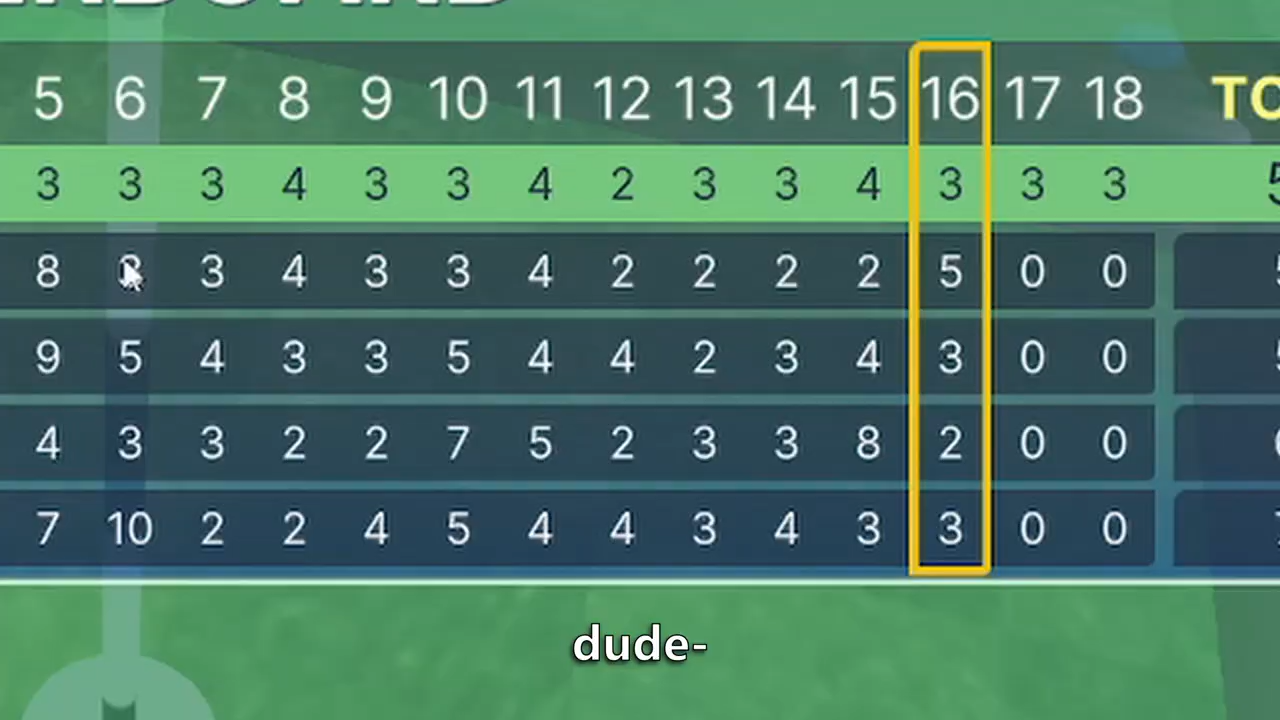 5 6 7 8 9 10 11 12 13 14 15 16 17 18
3 3 3 4 3 3 4 2 3 3 4 3 3 3
8 3 4 3 3 4 2 2 2 2 5 0 0
9 5 4 3 3 5 4 4 2 3 4 3 0 0
4 3 3 2 2 7 5 2 3 3 8 2 0 0
7 10 2 2 4 5 4 4 3 4 3 3 0 0
dude-